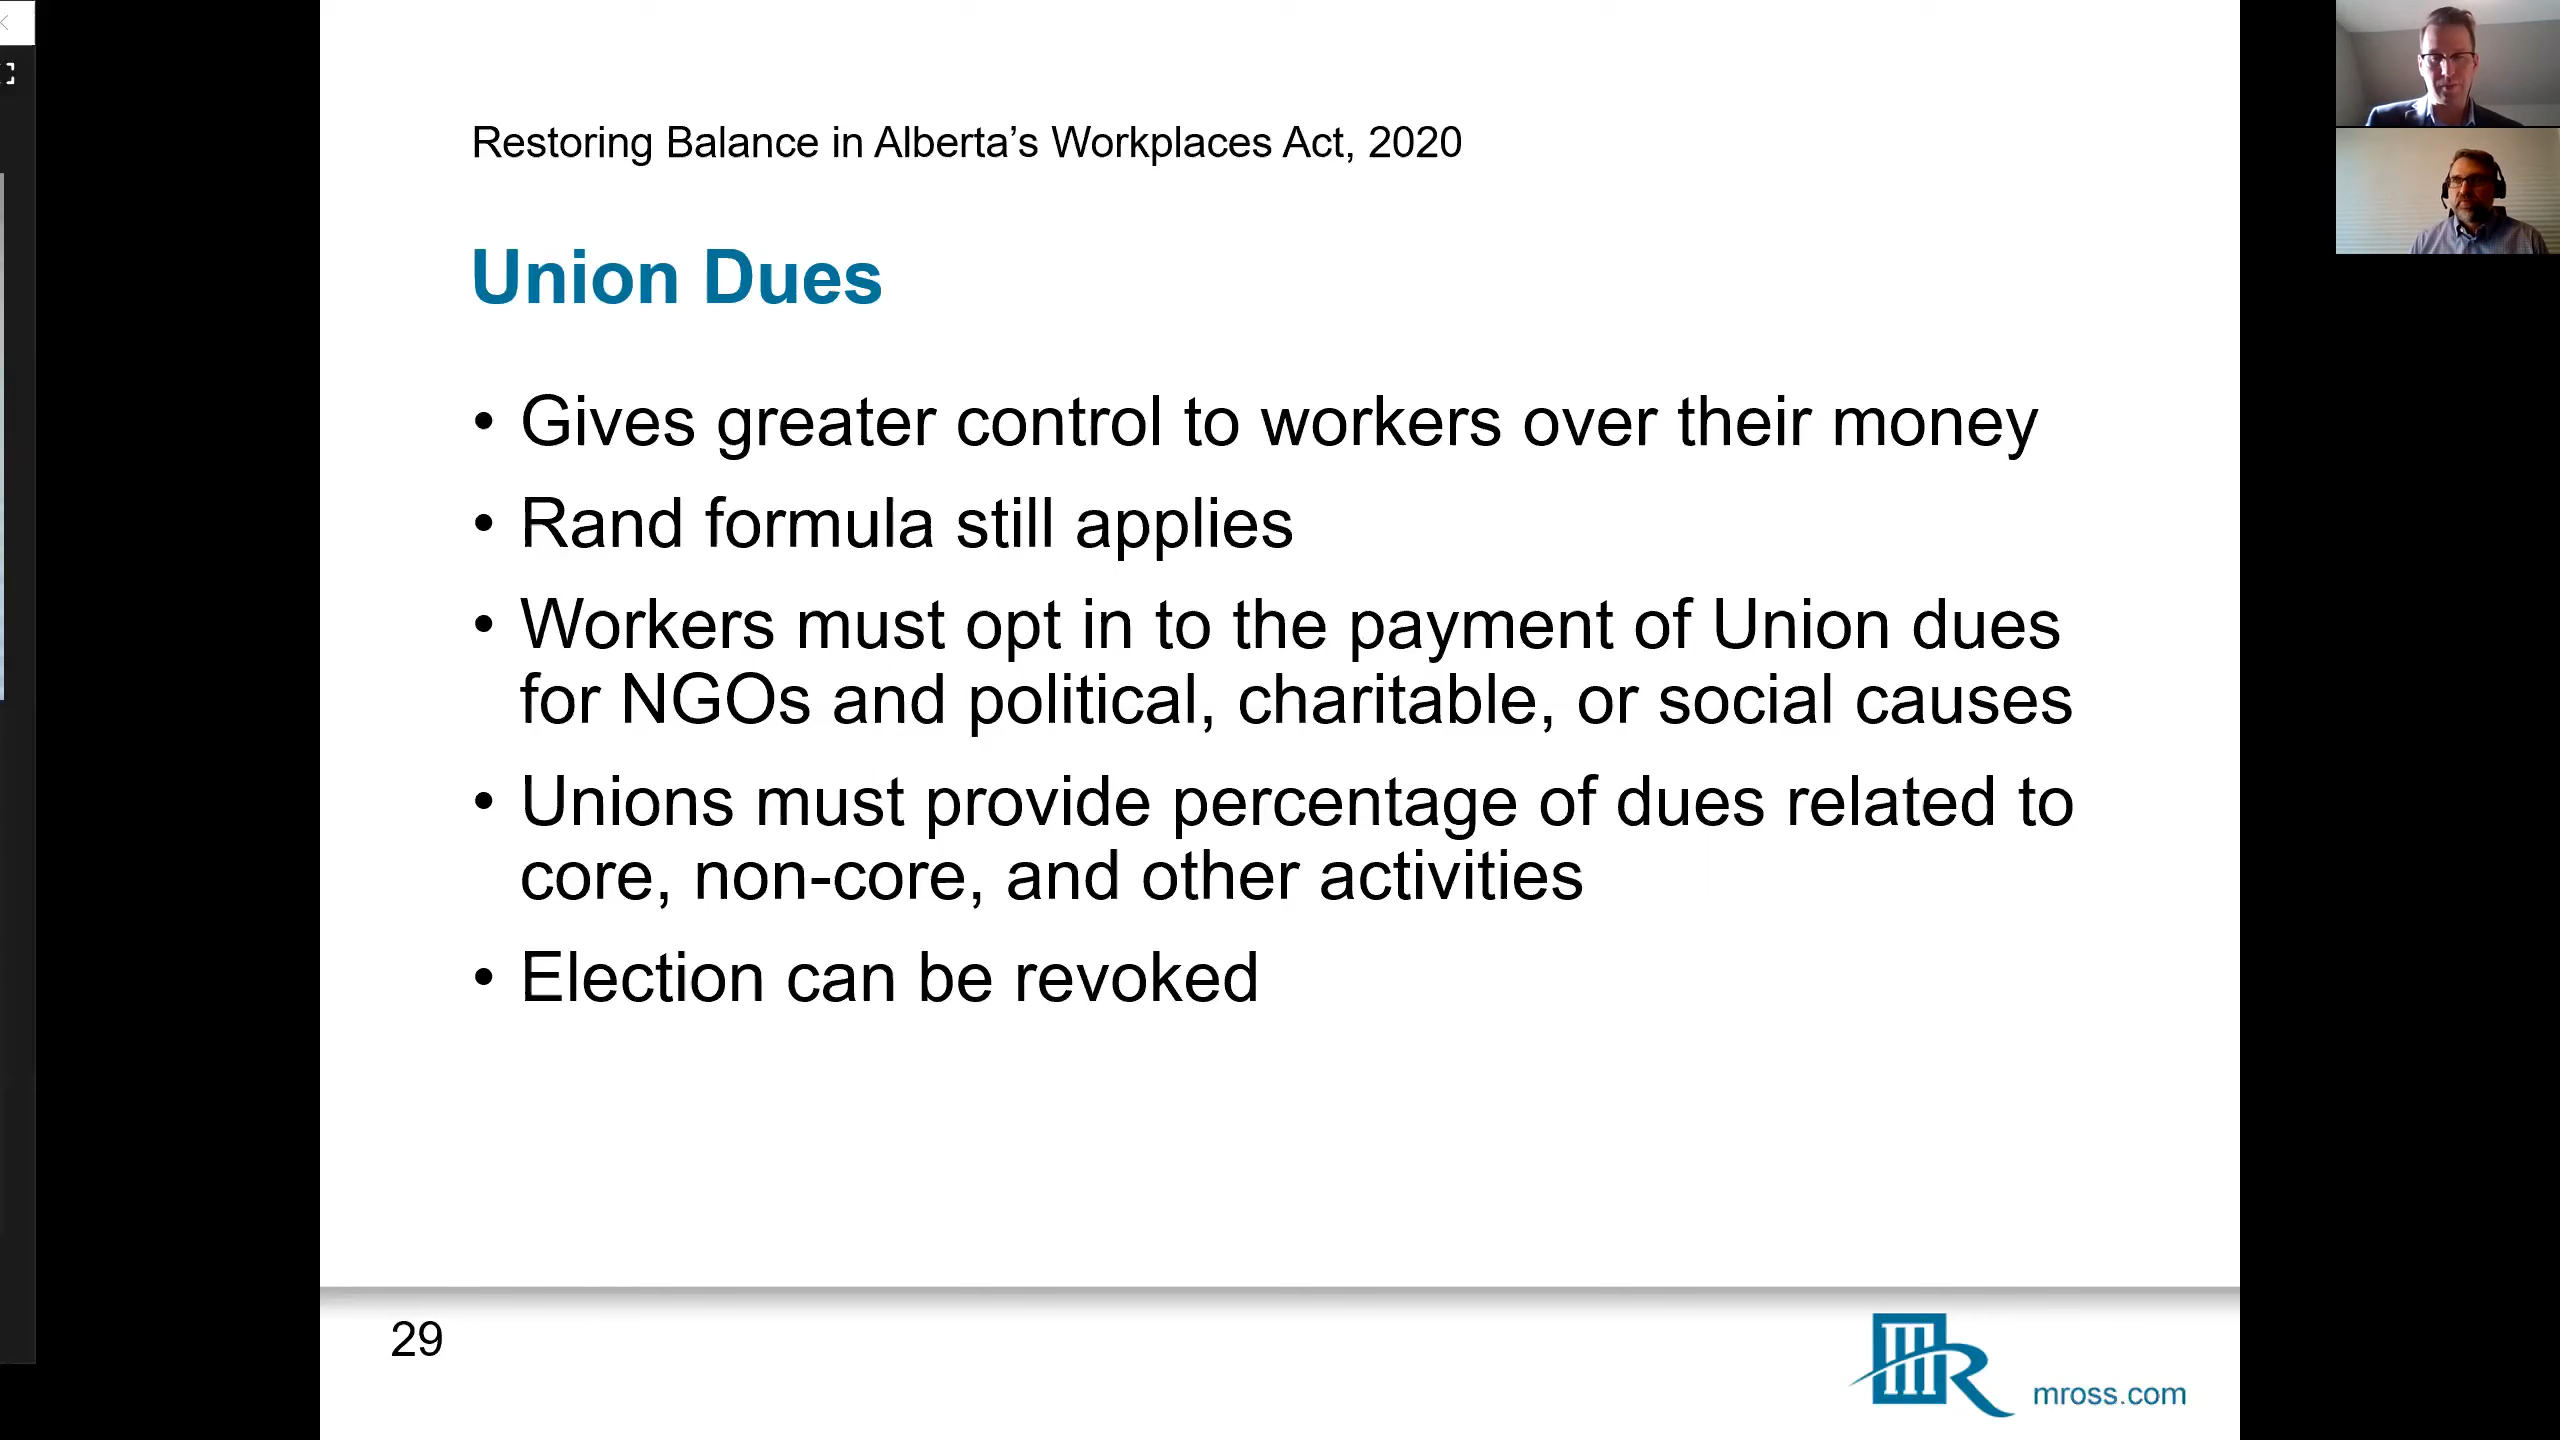 Restoring Balance in Alberta’s Workplaces Act, 2020
Union Dues
• Gives greater control to workers over their money
• Rand formula still applies
• Workers must opt in to the payment of Union dues
for NGOs and political, charitable, or social causes
• Unions must provide percentage of dues related to
core, non-core, and other activities
• Election can be revoked
29
mross.com